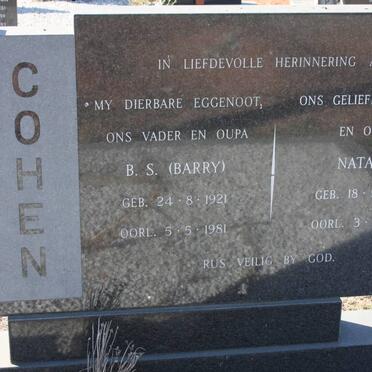 COHEN
IN LIEFDEVOLLE HERINNERING A
MY DIERBARE EGGENOOT,
ONS VADER EN OUPA
B. S. (BARRY)
GEB. 24-8-1921
OORL. 5-5-1981
ONS GELIEF
EN O
NATA
GEB. 18-
OORL. 3-
RUS VEILIG BY GOD.